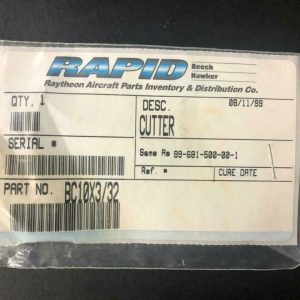 RAPID Beech
Hawker
Raytheon Aircraft Parts Inventory & Distribution Co.
QTY. 1 DESC. 08/11/99
CUTTER
SERIAL # Same As 99-681-500-00-1
Ref. # CURE DATE
PART NO. BC10X3/32